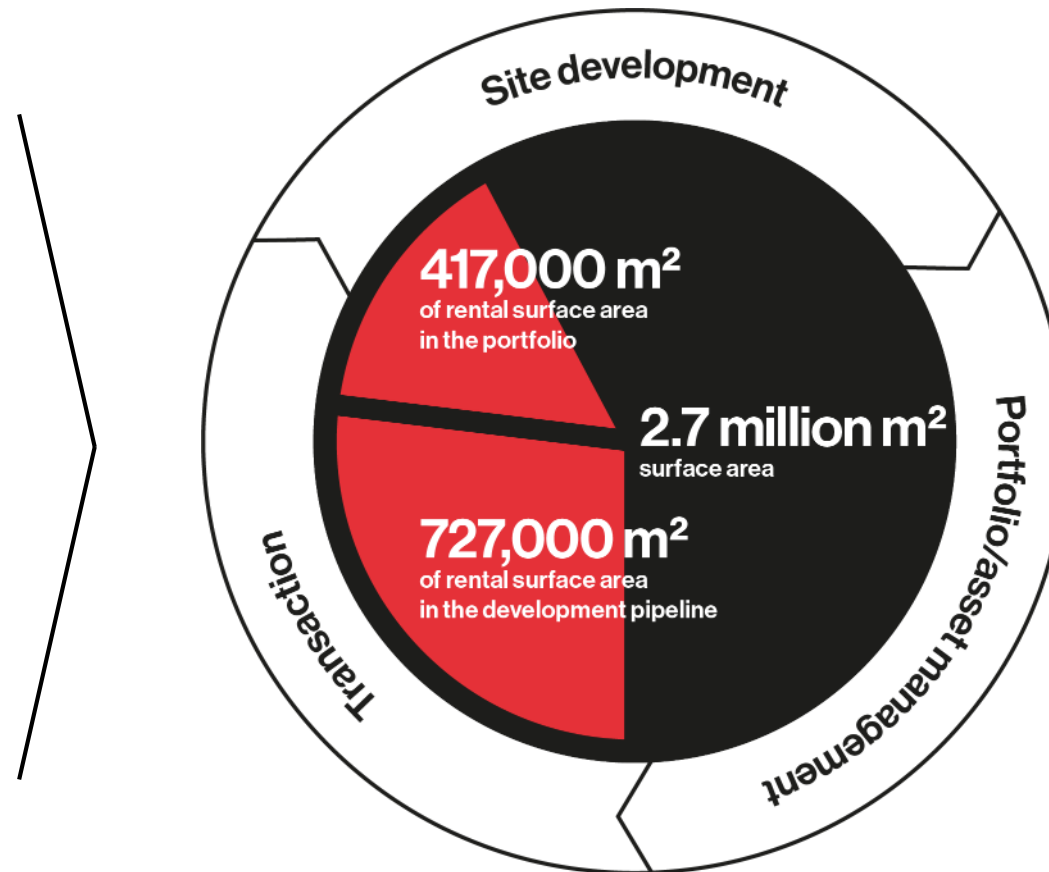 Site development
417,000 m²
of rental surface area
in the portfolio
2.7 million m²
surface area
727,000 m²
of rental surface area
in the development pipeline
Portfolio/asset management
Transaction